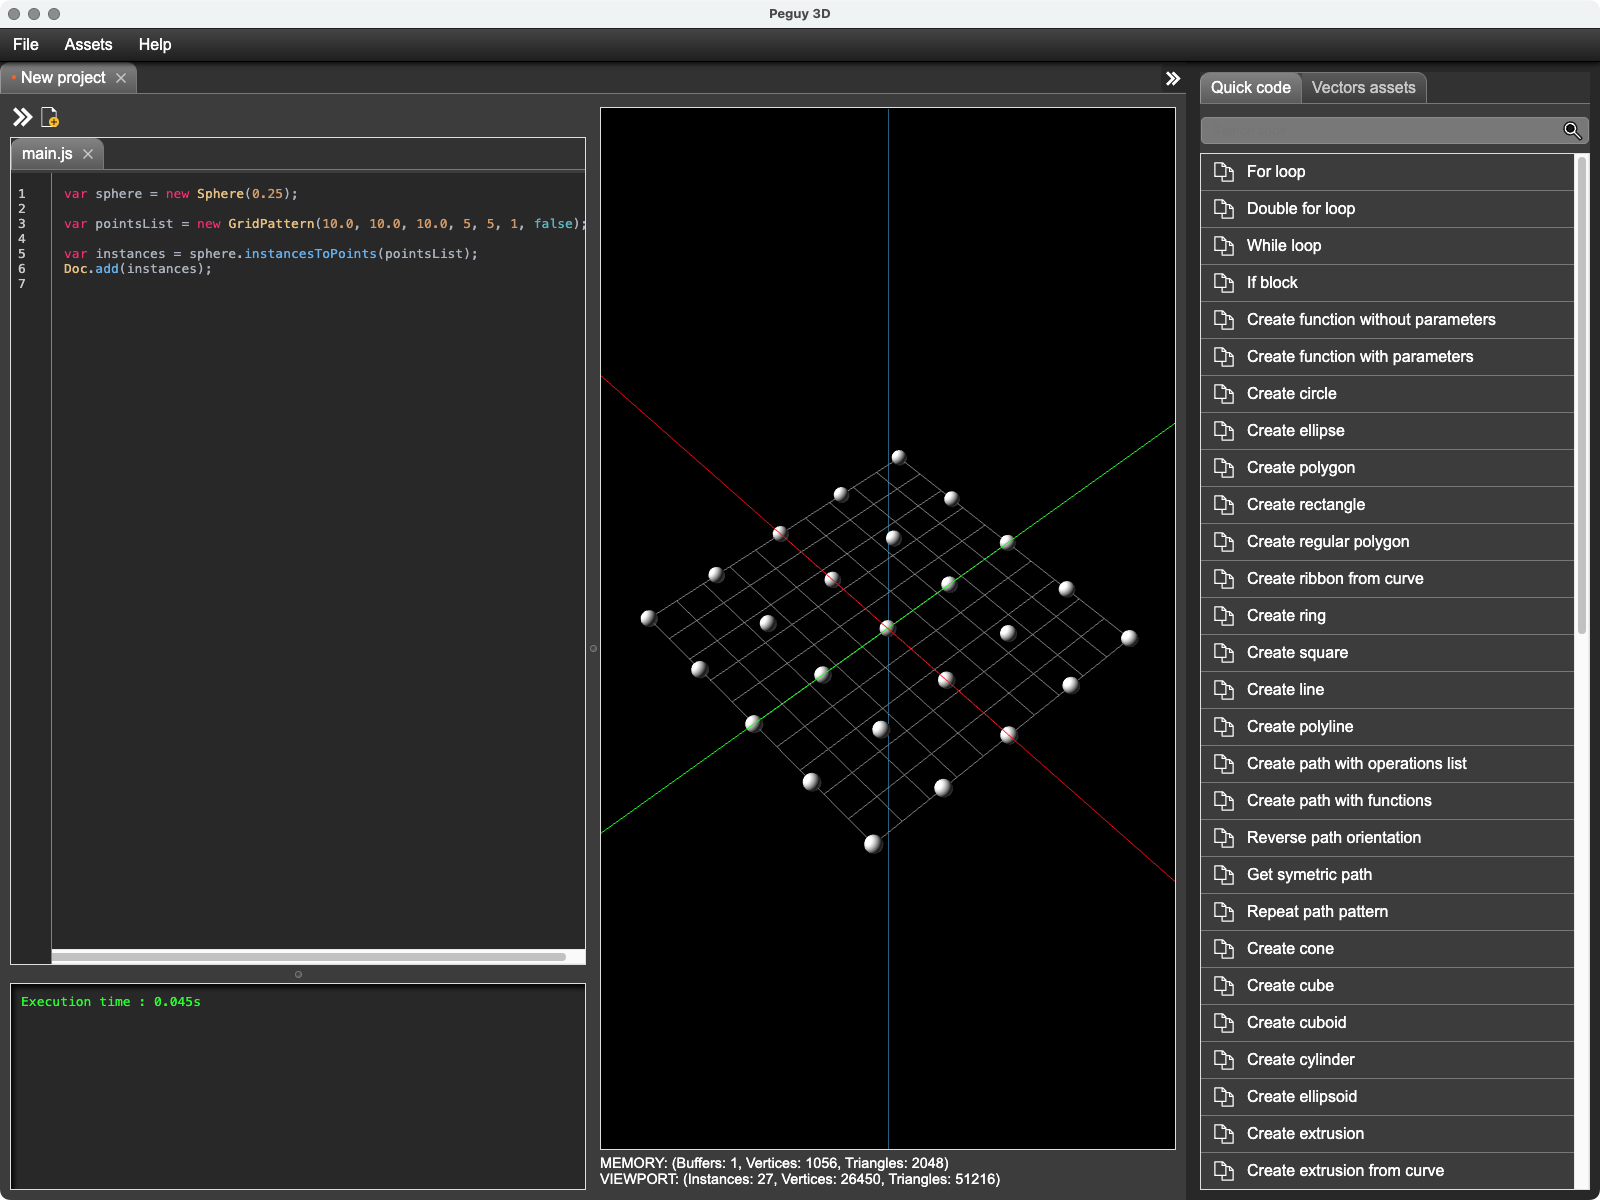 Peguy 3D
File Assets Help
• New project
main.js
1 var sphere = new Sphere(0.25);
2
3 var pointsList = new GridPattern(10.0, 10.0, 10.0, 5, 5, 1, false);
4
5 var instances = sphere.instancesToPoints(pointsList);
6 Doc.add(instances);
7
Execution time : 0.045s
MEMORY: (Buffers: 1, Vertices: 1056, Triangles: 2048)
VIEWPORT: (Instances: 27, Vertices: 26450, Triangles: 51216)
Quick code Vectors assets
For loop
Double for loop
While loop
If block
Create function without parameters
Create function with parameters
Create circle
Create ellipse
Create polygon
Create rectangle
Create regular polygon
Create ribbon from curve
Create ring
Create square
Create line
Create polyline
Create path with operations list
Create path with functions
Reverse path orientation
Get symetric path
Repeat path pattern
Create cone
Create cube
Create cuboid
Create cylinder
Create ellipsoid
Create extrusion
Create extrusion from curve